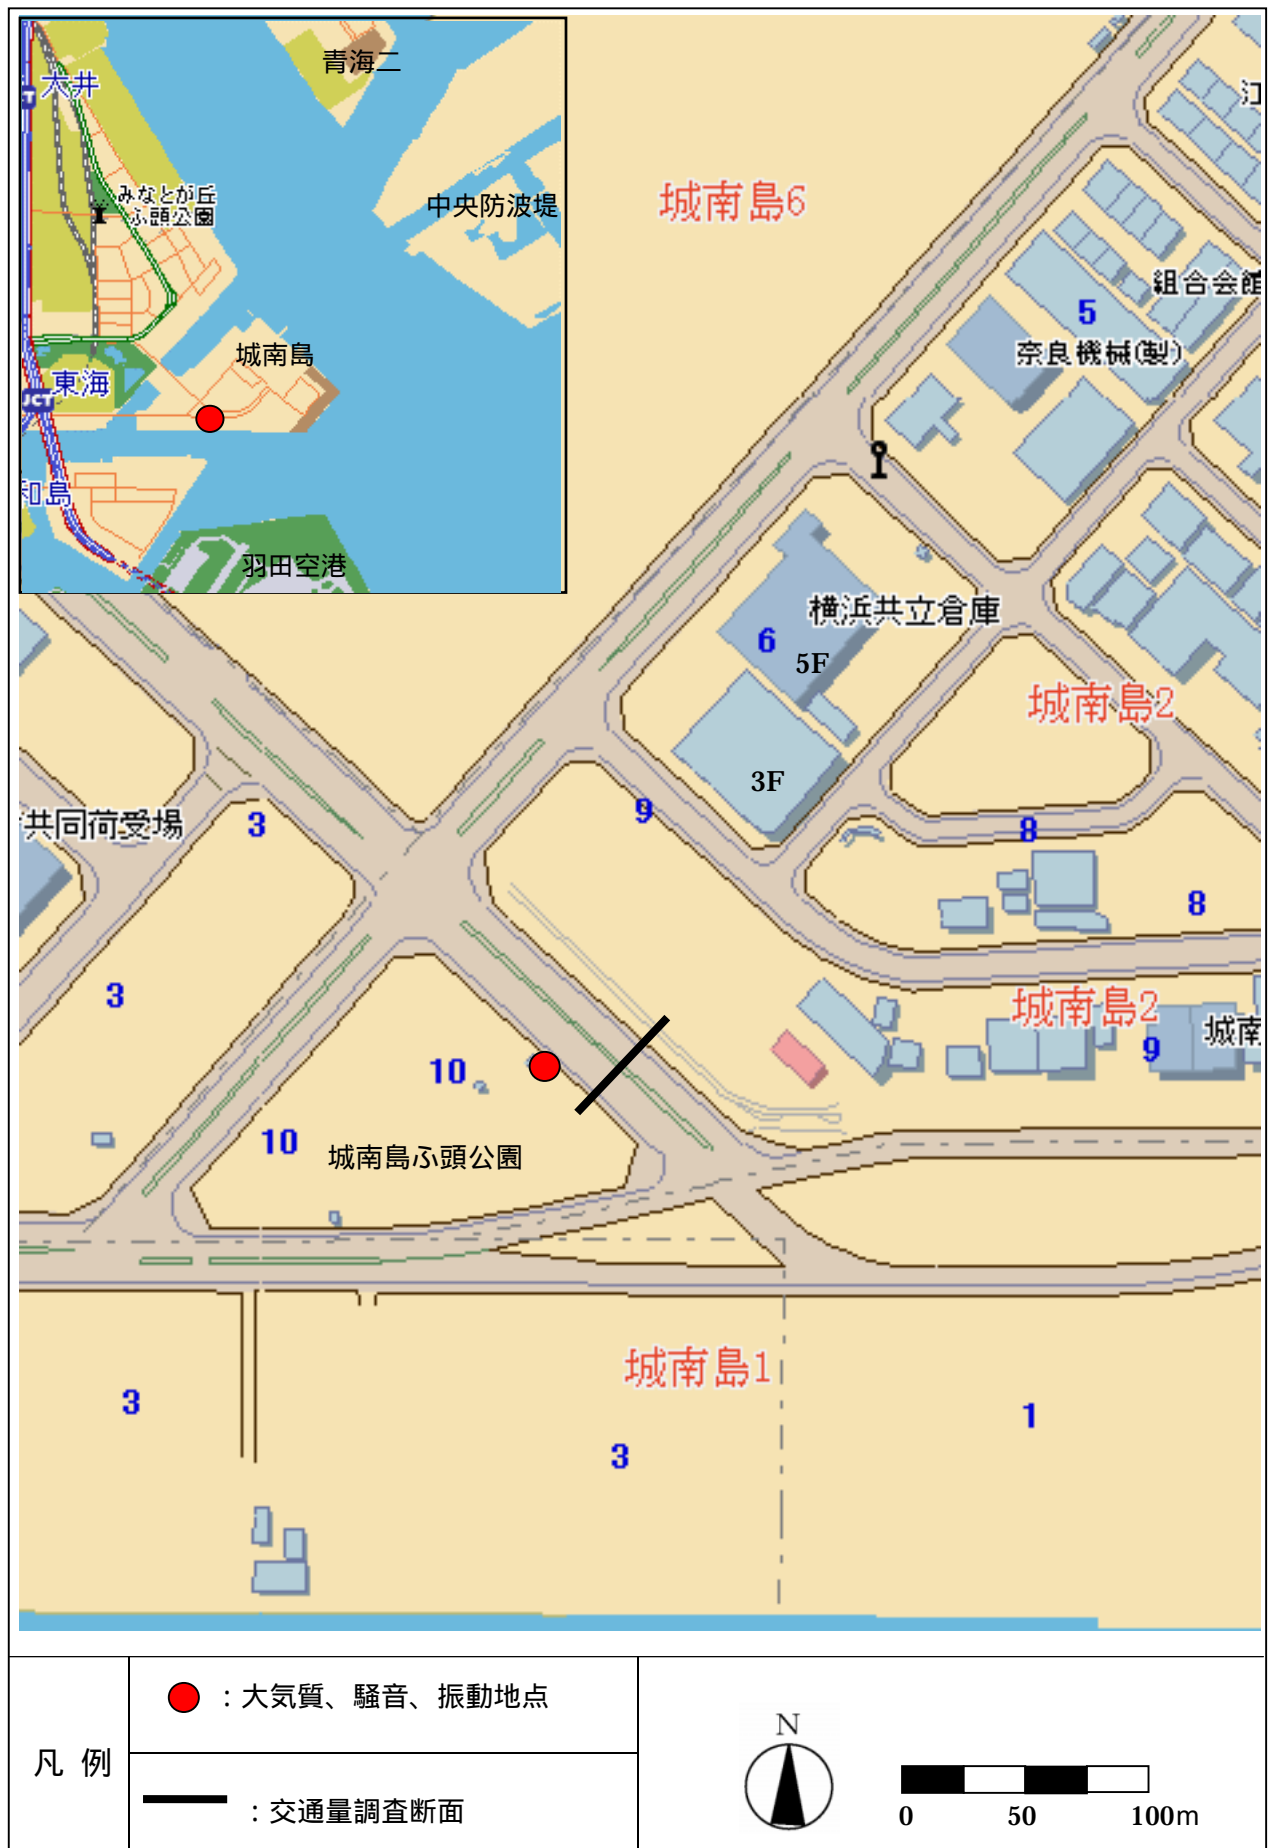 青海二
大井
みなとが丘
ふ頭公園
中央防波堤
城南島
東海
JCT
和島
羽田空港
城南島6
組合会館
5
奈良機械(製)
横浜共立倉庫
6
5F
城南島2
3F
共同荷受場
3
9
8
8
3
城南島2
城南
9
10
10
城南島ふ頭公園
城南島1
3
1
3
凡 例
：大気質、騒音、振動地点
：交通量調査断面
N
0 50 100m